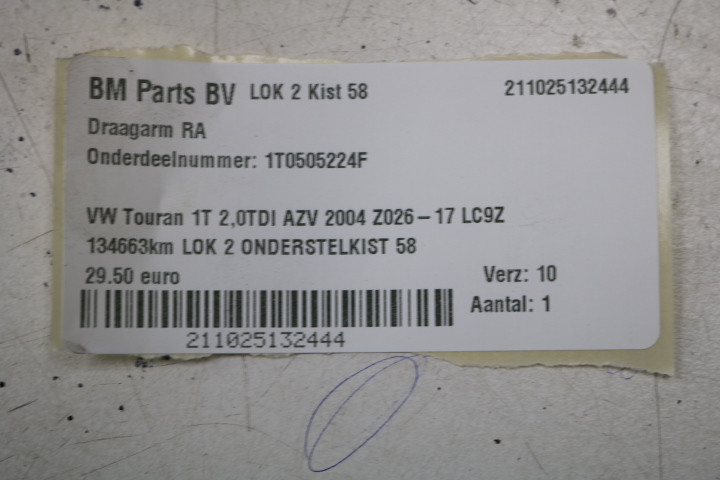 BM Parts BV LOK 2 Kist 58 211025132444
Draagarm RA
Onderdeelnummer: 1T0505224F
VW Touran 1T 2,0TDI AZV 2004 Z026-17 LC9Z
134663km LOK 2 ONDERSTELKIST 58
29.50 euro Verz: 10
Aantal: 1
211025132444